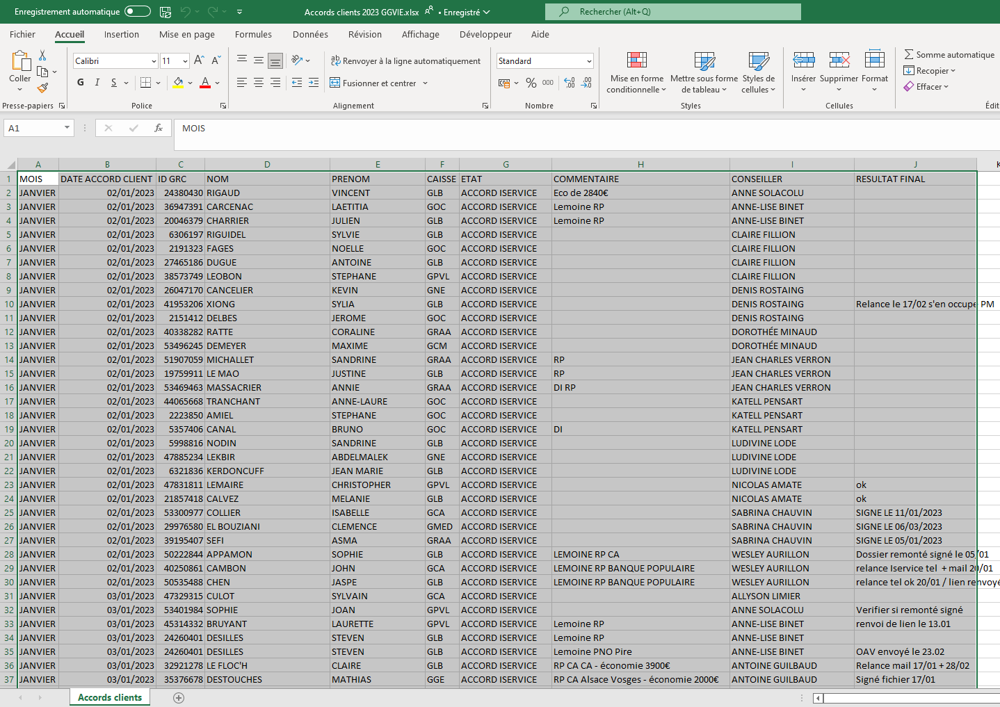 Enregistrement automatique Accords clients 2023 GGVIE.xlsx • Enregistré Rechercher (Alt+Q)
Fichier Accueil Insertion Mise en page Formules Données Révision Affichage Développeur Aide
Calibri 11 Renvoyer à la ligne automatiquement Standard Somme automatique
Coller G I S Fusionner et centrer % 000 Mise en forme conditionnelle Mettre sous forme de tableau Styles de cellules Insérer Supprimer Format Recopier
Effacer
Presse-papiers Police Alignement Nombre Styles Cellules Édit
A1 fx MOIS
A B C D E F G H I J K
1 MOIS DATE ACCORD CLIENT ID GRC NOM PRENOM CAISSE ETAT COMMENTAIRE CONSEILLER RESULTAT FINAL
2 JANVIER 02/01/2023 24380430 RIGAUD VINCENT GLB ACCORD ISERVICE Eco de 2840€ ANNE SOLACOLU
3 JANVIER 02/01/2023 36947391 CARCENAC LAETITIA GOC ACCORD ISERVICE Lemoine RP ANNE-LISE BINET
4 JANVIER 02/01/2023 20046379 CHARRIER JULIEN GLB ACCORD ISERVICE Lemoine RP ANNE-LISE BINET
5 JANVIER 02/01/2023 6306197 RIGUIDEL SYLVIE GLB ACCORD ISERVICE CLAIRE FILLION
6 JANVIER 02/01/2023 2191323 FAGES NOELLE GOC ACCORD ISERVICE CLAIRE FILLION
7 JANVIER 02/01/2023 27465186 DUGUE ANTOINE GLB ACCORD ISERVICE CLAIRE FILLION
8 JANVIER 02/01/2023 38573749 LEOBON STEPHANE GPVL ACCORD ISERVICE CLAIRE FILLION
9 JANVIER 02/01/2023 26047170 CANCELIER KEVIN GNE ACCORD ISERVICE DENIS ROSTAING
10 JANVIER 02/01/2023 41953206 XIONG SYLIA GLB ACCORD ISERVICE DENIS ROSTAING Relance le 17/02 s'en occupe PM
11 JANVIER 02/01/2023 2151412 DELBES JEROME GOC ACCORD ISERVICE DENIS ROSTAING
12 JANVIER 02/01/2023 40338282 RATTE CORALINE GRAA ACCORD ISERVICE DOROTHÉE MINAUD
13 JANVIER 02/01/2023 53496245 DEMEYER MAXIME GCM ACCORD ISERVICE DOROTHÉE MINAUD
14 JANVIER 02/01/2023 51907059 MICHALLET SANDRINE GRAA ACCORD ISERVICE RP JEAN CHARLES VERRON
15 JANVIER 02/01/2023 19759911 LE MAO JUSTINE GLB ACCORD ISERVICE RP JEAN CHARLES VERRON
16 JANVIER 02/01/2023 53469463 MASSACRIER ANNIE GRAA ACCORD ISERVICE DI RP JEAN CHARLES VERRON
17 JANVIER 02/01/2023 44065668 TRANCHANT ANNE-LAURE GOC ACCORD ISERVICE KATELL PENSART
18 JANVIER 02/01/2023 2223850 AMIEL STEPHANE GOC ACCORD ISERVICE KATELL PENSART
19 JANVIER 02/01/2023 5357406 CANAL BRUNO GOC ACCORD ISERVICE DI KATELL PENSART
20 JANVIER 02/01/2023 5998816 NODIN SANDRINE GLB ACCORD ISERVICE LUDIVINE LODE
21 JANVIER 02/01/2023 47885234 LEKBIR ABDELMALEK GNE ACCORD ISERVICE LUDIVINE LODE
22 JANVIER 02/01/2023 6321836 KERDONCUFF JEAN MARIE GLB ACCORD ISERVICE LUDIVINE LODE
23 JANVIER 02/01/2023 47831811 LEMAIRE CHRISTOPHER GPVL ACCORD ISERVICE NICOLAS AMATE ok
24 JANVIER 02/01/2023 21857418 CALVEZ MELANIE GLB ACCORD ISERVICE NICOLAS AMATE ok
25 JANVIER 02/01/2023 53300977 COLLIER ISABELLE GCA ACCORD ISERVICE SABRINA CHAUVIN SIGNE LE 11/01/2023
26 JANVIER 02/01/2023 29976580 EL BOUZIANI CLEMENCE GMED ACCORD ISERVICE SABRINA CHAUVIN SIGNE LE 06/03/2023
27 JANVIER 02/01/2023 39195407 SEFI ASMA GRAA ACCORD ISERVICE SABRINA CHAUVIN SIGNE LE 05/01/2023
28 JANVIER 02/01/2023 50222844 APPAMON SOPHIE GLB ACCORD ISERVICE LEMOINE RP CA WESLEY AURILLON Dossier remonté signé le 05/01
29 JANVIER 02/01/2023 40250861 CAMBON JOHN GCA ACCORD ISERVICE LEMOINE RP BANQUE POPULAIRE WESLEY AURILLON relance Iservice tel + mail 20/01
30 JANVIER 02/01/2023 50535488 CHEN JASPE GLB ACCORD ISERVICE LEMOINE RP BANQUE POPULAIRE WESLEY AURILLON relance tel ok 20/01 / lien renvoyé
31 JANVIER 03/01/2023 47329315 CULOT SYLVAIN GCA ACCORD ISERVICE ALLYSON LIMIER
32 JANVIER 03/01/2023 53401984 SOPHIE JOAN GPVL ACCORD ISERVICE ANNE SOLACOLU Verifier si remonté signé
33 JANVIER 03/01/2023 45314332 BRUYANT LAURETTE GPVL ACCORD ISERVICE Lemoine RP ANNE-LISE BINET renvoi de lien le 13.01
34 JANVIER 03/01/2023 24260401 DESILLES STEVEN GLB ACCORD ISERVICE Lemoine RP ANNE-LISE BINET
35 JANVIER 03/01/2023 24260401 DESILLES STEVEN GLB ACCORD ISERVICE Lemoine PNO Pire ANNE-LISE BINET OAV envoyé le 23.02
36 JANVIER 03/01/2023 32921278 LE FLOC'H CLAIRE GLB ACCORD ISERVICE RP CA CA - économie 3900€ ANTOINE GUILBAUD Relance mail 17/01 + 28/02
37 JANVIER 03/01/2023 35376678 DESTOUCHES MATHIAS GGE ACCORD ISERVICE RP CA Alsace Vosges - économie 2000€ ANTOINE GUILBAUD Signé fichier 17/01
Accords clients